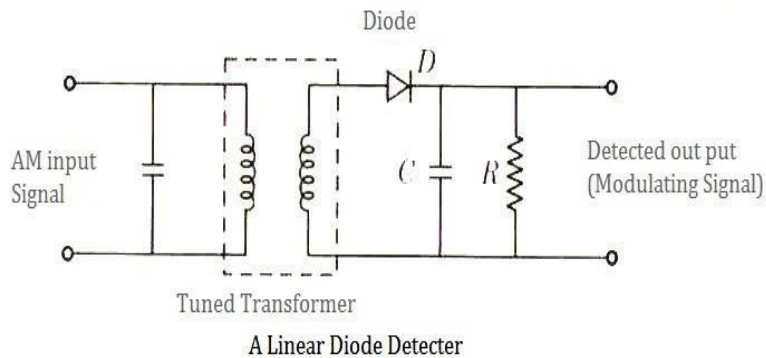 Diode
D
AM input
Signal
C
R
Detected out put
(Modulating Signal)
Tuned Transformer
A Linear Diode Detecter